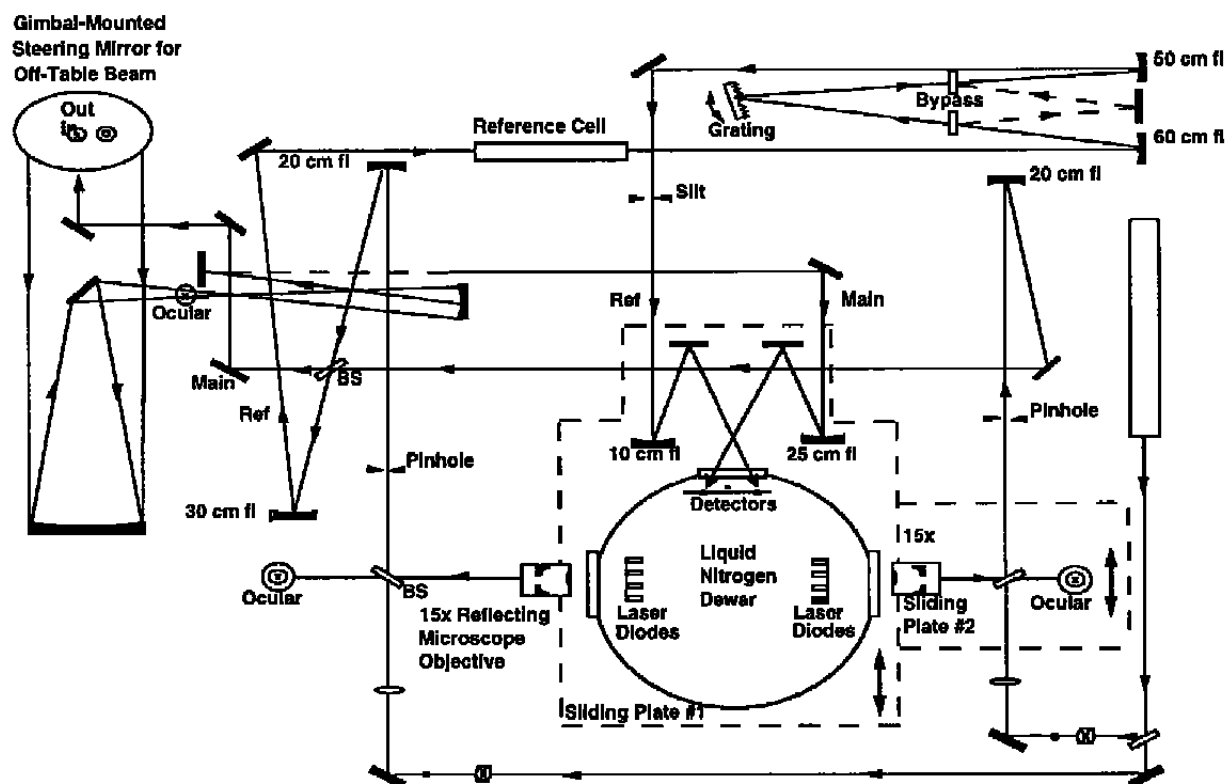 Gimbal-Mounted
Steering Mirror for
Off-Table Beam
Out
In
50 cm fl
Bypass
Grating
Reference Cell
60 cm fl
20 cm fl
20 cm fl
Slit
Ocular
Ref
Main
Main
BS
Ref
Pinhole
Pinhole
10 cm fl
25 cm fl
30 cm fl
Detectors
15x
Liquid
Nitrogen
Dewar
Ocular
BS
Laser
Diodes
Laser
Diodes
Sliding
Plate #2
Ocular
15x Reflecting
Microscope
Objective
Sliding Plate #1